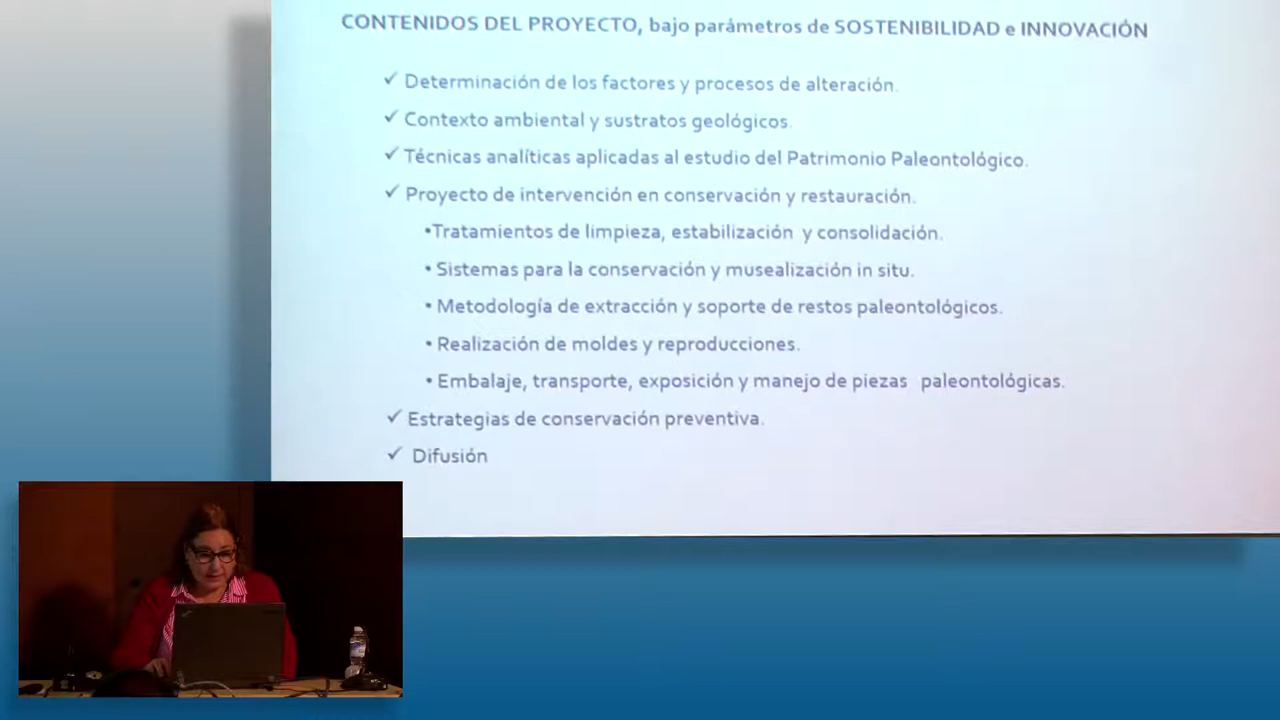 CONTENIDOS DEL PROYECTO, bajo parámetros de SOSTENIBILIDAD e INNOVACIÓN
✓ Determinación de los factores y procesos de alteración.
✓ Contexto ambiental y sustratos geológicos.
✓ Técnicas analíticas aplicadas al estudio del Patrimonio Paleontológico.
✓ Proyecto de intervención en conservación y restauración.
•Tratamientos de limpieza, estabilización y consolidación.
• Sistemas para la conservación y musealización in situ.
• Metodología de extracción y soporte de restos paleontológicos.
• Realización de moldes y reproducciones.
• Embalaje, transporte, exposición y manejo de piezas paleontológicas.
✓ Estrategias de conservación preventiva.
✓ Difusión